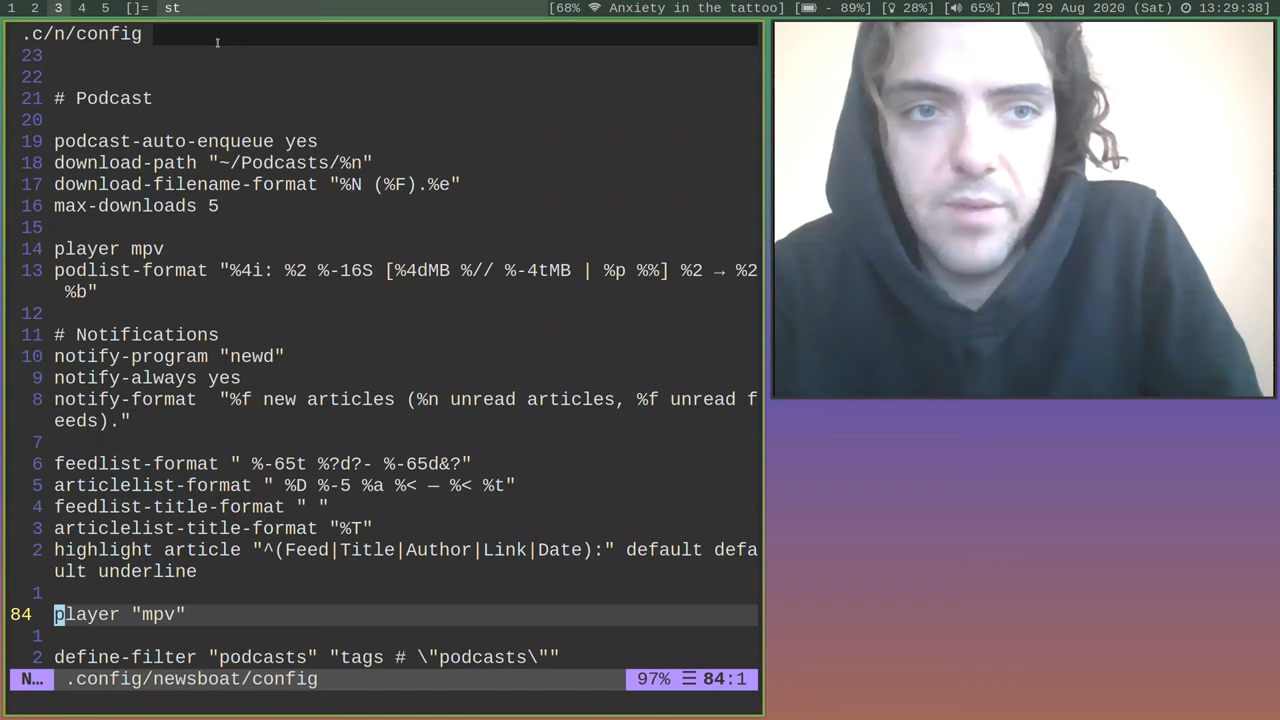 1 2 3 4 5 []= st [68% Anxiety in the tattoo] [ - 89%] [ 28%] [ 65%] [ 29 Aug 2020 (Sat) 13:29:38]
.c/n/config
23
22
21 # Podcast
20
19 podcast-auto-enqueue yes
18 download-path "~/Podcasts/%n"
17 download-filename-format "%N (%F).%e"
16 max-downloads 5
15
14 player mpv
13 podlist-format "%4i: %2 %-16S [%4dMB %// %-4tMB | %p %%] %2 → %2
%b"
12
11 # Notifications
10 notify-program "newd"
9 notify-always yes
8 notify-format  "%f new articles (%n unread articles, %f unread f
eeds)."
7
6 feedlist-format " %-65t %?d?- %-65d&?"
5 articlelist-format " %D %-5 %a %< — %< %t"
4 feedlist-title-format " "
3 articlelist-title-format "%T"
2 highlight article "^(Feed|Title|Author|Link|Date):" default defa
ult underline
1
84 player "mpv"
1
2 define-filter "podcasts" "tags # \"podcasts\""
N… .config/newsboat/config 97% ☰ 84:1